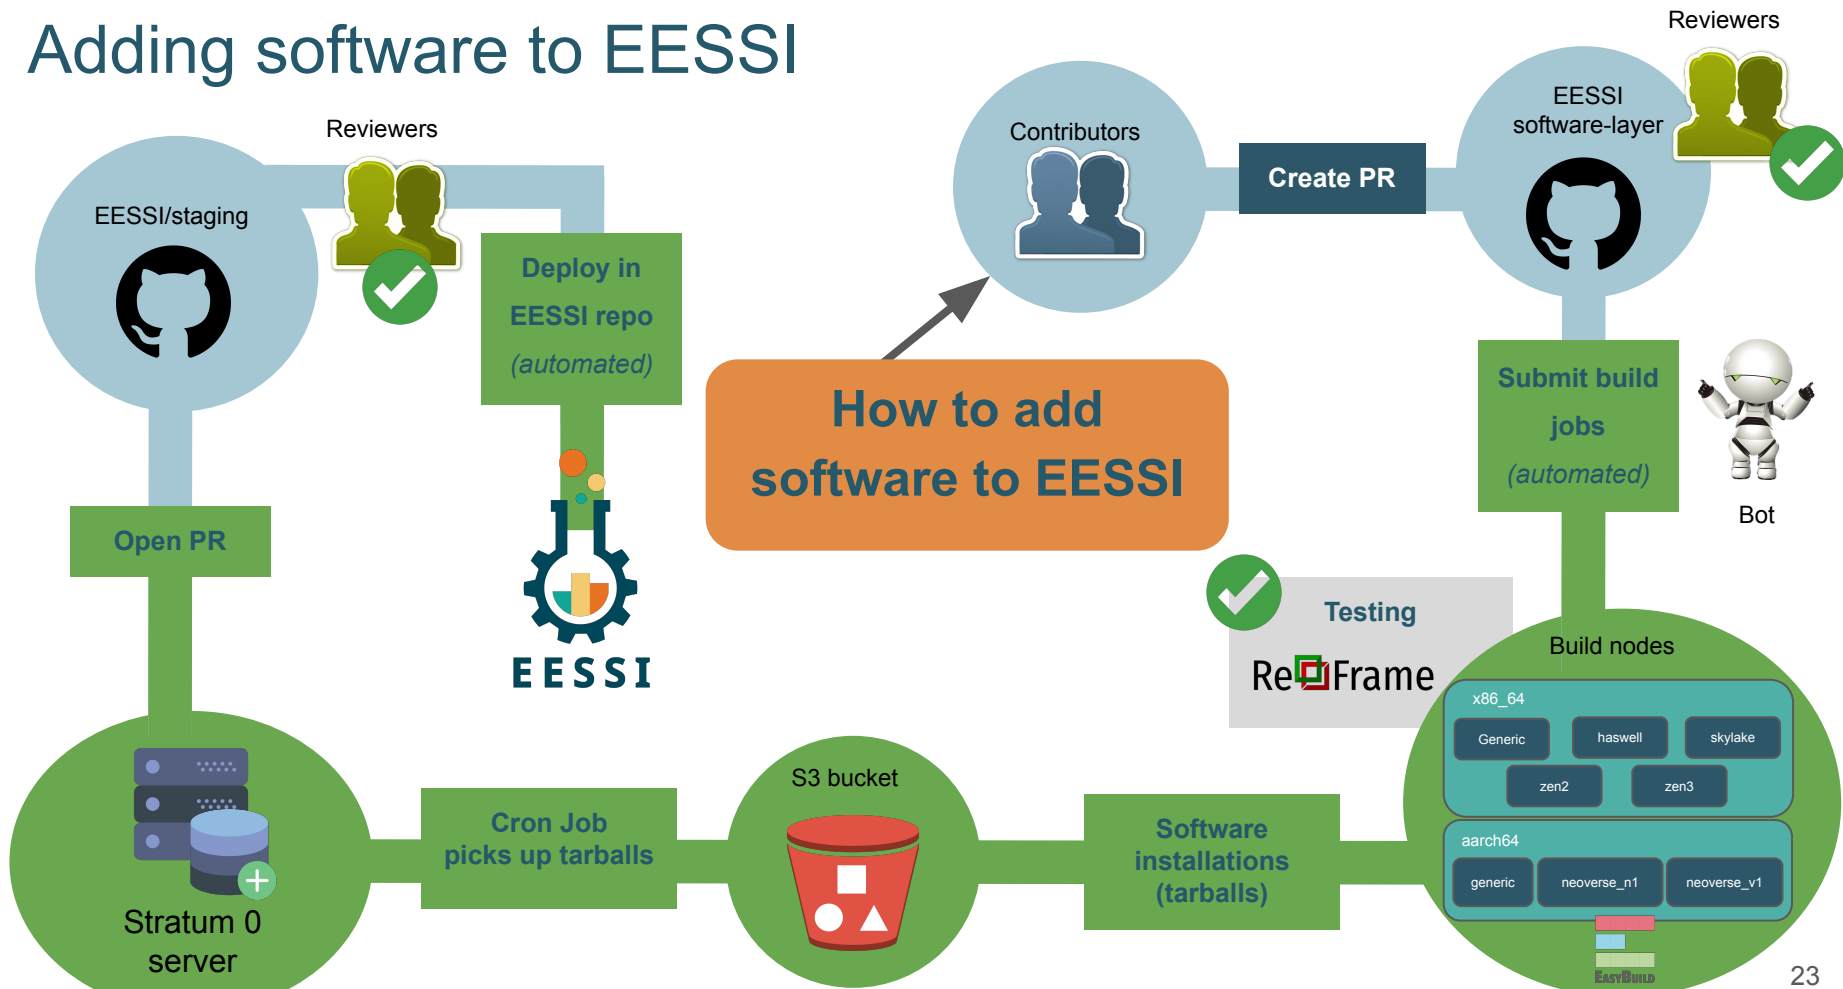 Adding software to EESSI
Reviewers
EESSI/staging
Deploy in
EESSI repo
(automated)
Open PR
EESSI
Stratum 0
server
Cron Job
picks up tarballs
S3 bucket
Software
installations
(tarballs)
How to add
software to EESSI
Contributors
Create PR
Reviewers
EESSI
software-layer
Submit build
jobs
(automated)
Bot
Testing
ReFrame
Build nodes
x86_64
Generic
haswell
skylake
zen2
zen3
aarch64
generic
neoverse_n1
neoverse_v1
EASYBUILD
23